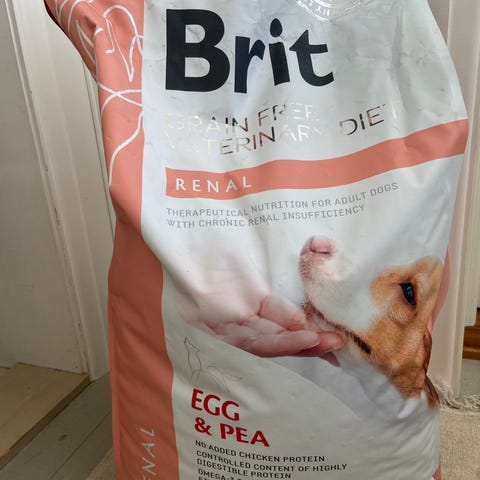 Brit
GRAIN FREE
VETERINARY DIET
RENAL
THERAPEUTICAL NUTRITION FOR ADULT DOGS
WITH CHRONIC RENAL INSUFFICIENCY
EGG
& PEA
NO ADDED CHICKEN PROTEIN
CONTROLLED CONTENT OF HIGHLY
DIGESTIBLE PROTEIN
RENAL